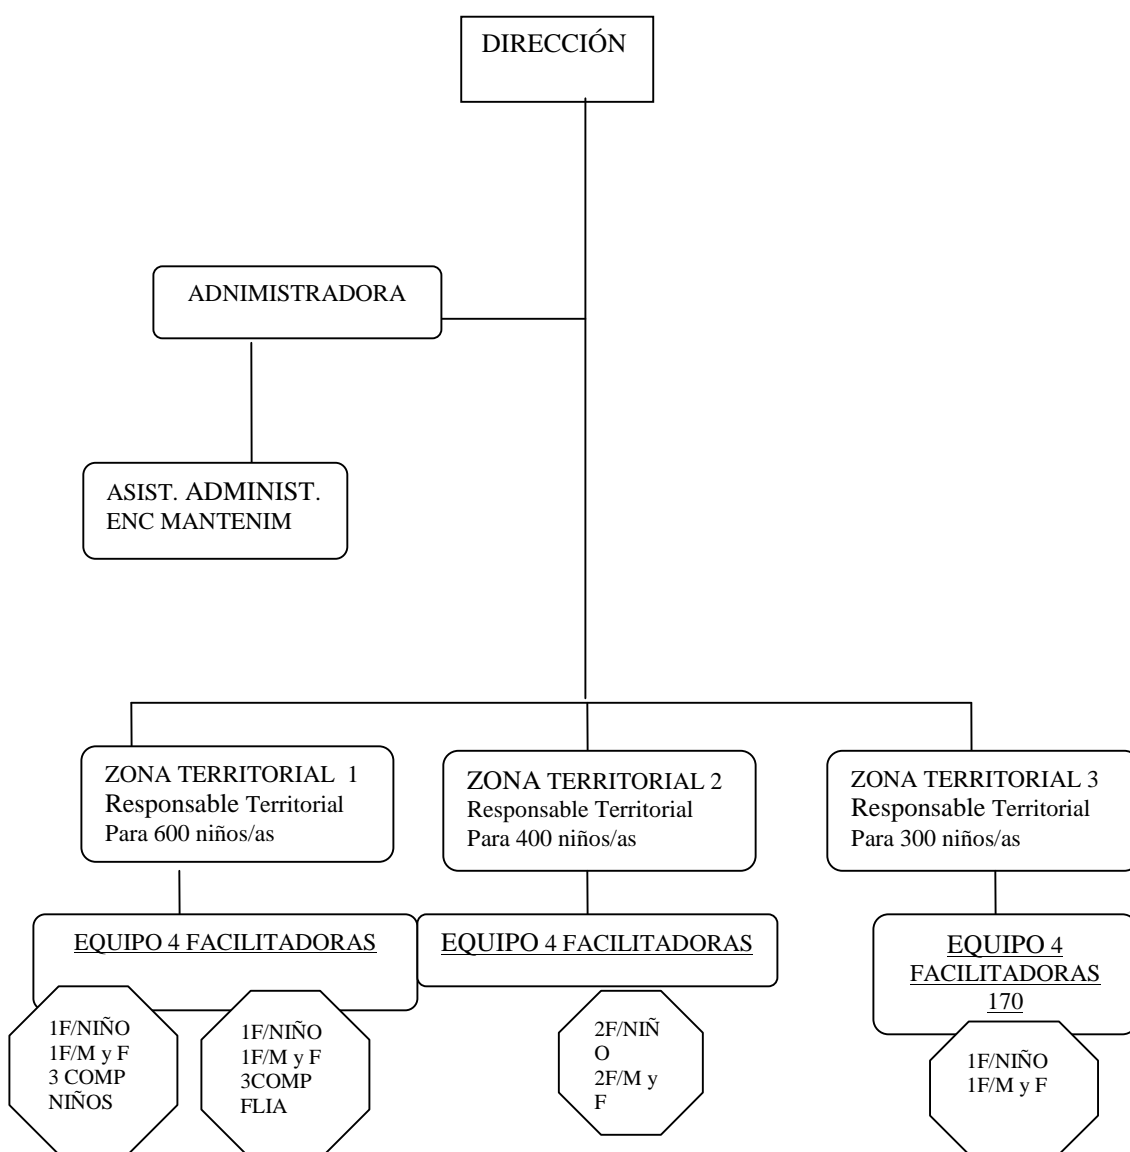 DIRECCIÓN
ADNIMISTRADORA
ASIST. ADMINIST.
ENC MANTENIM
ZONA TERRITORIAL 1
Responsable Territorial
Para 600 niños/as
ZONA TERRITORIAL 2
Responsable Territorial
Para 400 niños/as
ZONA TERRITORIAL 3
Responsable Territorial
Para 300 niños/as
EQUIPO 4 FACILITADORAS
EQUIPO 4 FACILITADORAS
EQUIPO 4
FACILITADORAS
170
1F/NIÑO
1F/M y F
3 COMP
NIÑOS
1F/NIÑO
1F/M y F
3COMP
FLIA
2F/NIÑ
O
2F/M y
F
1F/NIÑO
1F/M y F